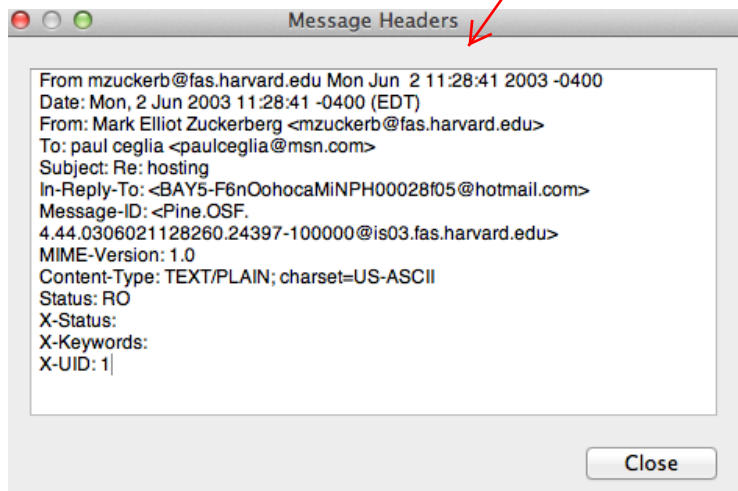 Message Headers
From mzuckerb@fas.harvard.edu Mon Jun  2 11:28:41 2003 -0400
Date: Mon, 2 Jun 2003 11:28:41 -0400 (EDT)
From: Mark Elliot Zuckerberg <mzuckerb@fas.harvard.edu>
To: paul ceglia <paulceglia@msn.com>
Subject: Re: hosting
In-Reply-To: <BAY5-F6nOohocaMiNPH00028f05@hotmail.com>
Message-ID: <Pine.OSF.
4.44.0306021128260.24397-100000@is03.fas.harvard.edu>
MIME-Version: 1.0
Content-Type: TEXT/PLAIN; charset=US-ASCII
Status: RO
X-Status:
X-Keywords:
X-UID: 1
Close